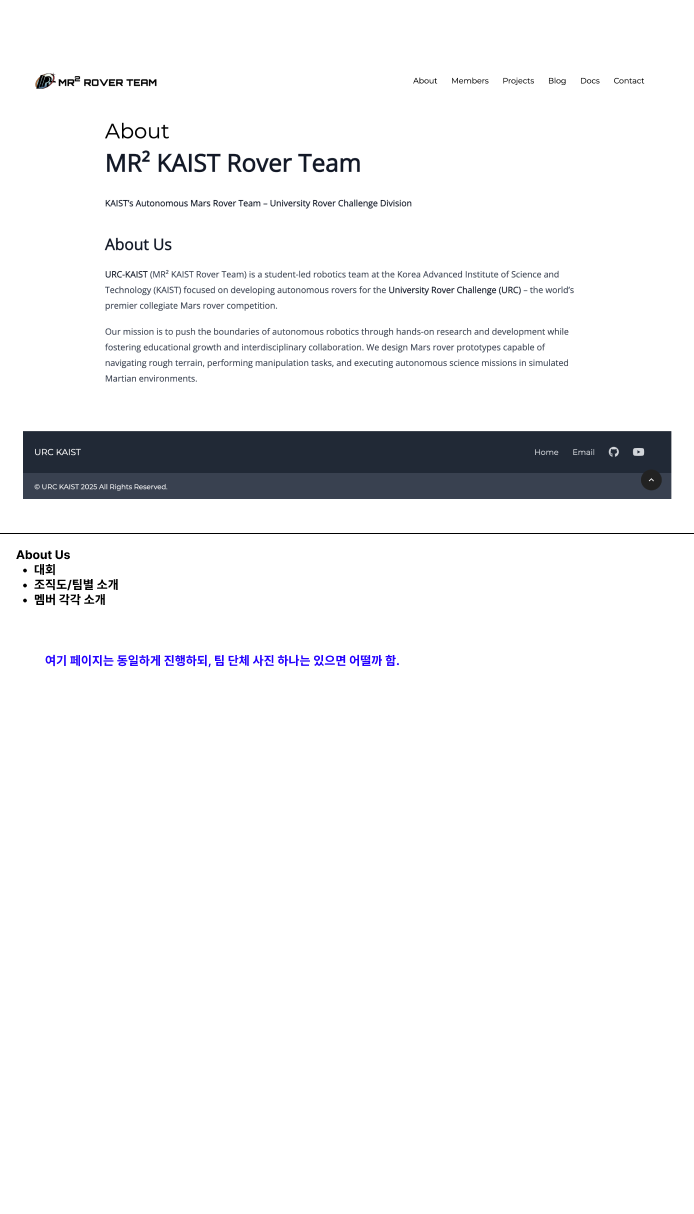 MR² ROVER TEAM
About Members Projects Blog Docs Contact
About
MR² KAIST Rover Team
KAIST's Autonomous Mars Rover Team – University Rover Challenge Division
About Us
URC-KAIST (MR² KAIST Rover Team) is a student-led robotics team at the Korea Advanced Institute of Science and
Technology (KAIST) focused on developing autonomous rovers for the University Rover Challenge (URC) – the world's
premier collegiate Mars rover competition.
Our mission is to push the boundaries of autonomous robotics through hands-on research and development while
fostering educational growth and interdisciplinary collaboration. We design Mars rover prototypes capable of
navigating rough terrain, performing manipulation tasks, and executing autonomous science missions in simulated
Martian environments.
URC KAIST
Home Email
© URC KAIST 2025 All Rights Reserved.
About Us
• 대회
• 조직도/팀별 소개
• 멤버 각각 소개
여기 페이지는 동일하게 진행하되, 팀 단체 사진 하나는 있으면 어떨까 함.